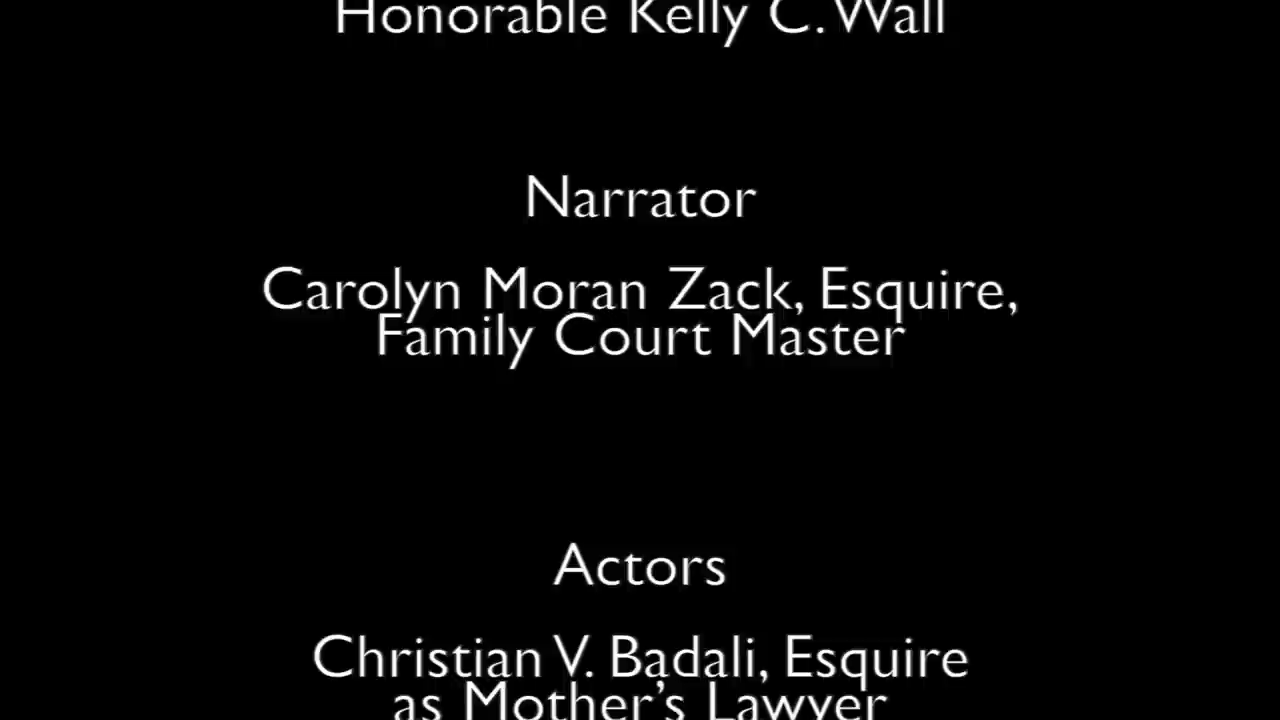 Honorable Kelly C. Wall
Narrator
Carolyn Moran Zack, Esquire,
Family Court Master
Actors
Christian V. Badali, Esquire
as Mother's Lawyer